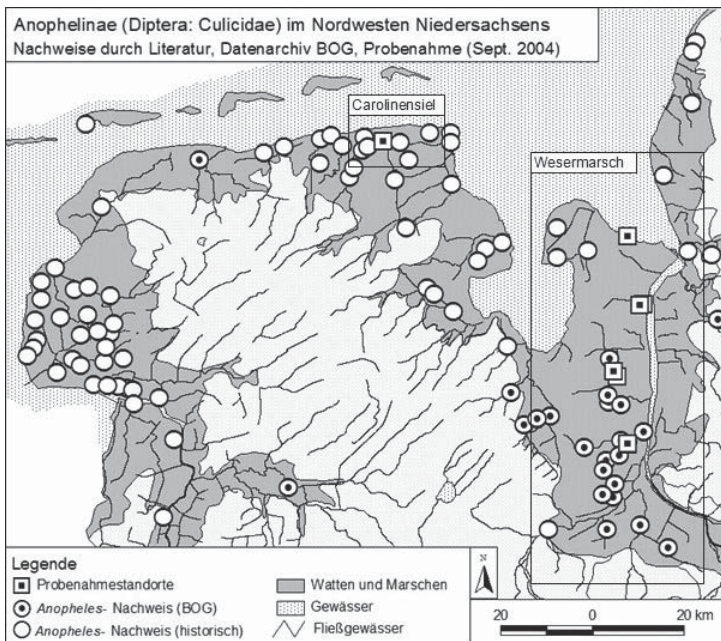 Anophelinae (Diptera: Culicidae) im Nordwesten Niedersachsens
Nachweise durch Literatur, Datenarchiv BOG, Probenahme (Sept. 2004)
Carolinensiel
Wesermarsch
Legende
Probenahmestandorte
Anopheles- Nachweis (BOG)
Anopheles- Nachweis (historisch)
Watten und Marschen
Gewässer
Fließgewässer
N
20 0 20 km